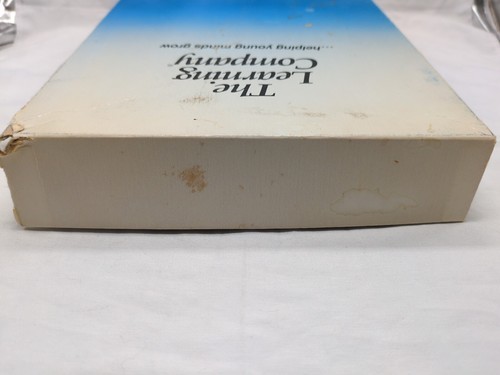 The
Learning
Company®
...helping young minds grow